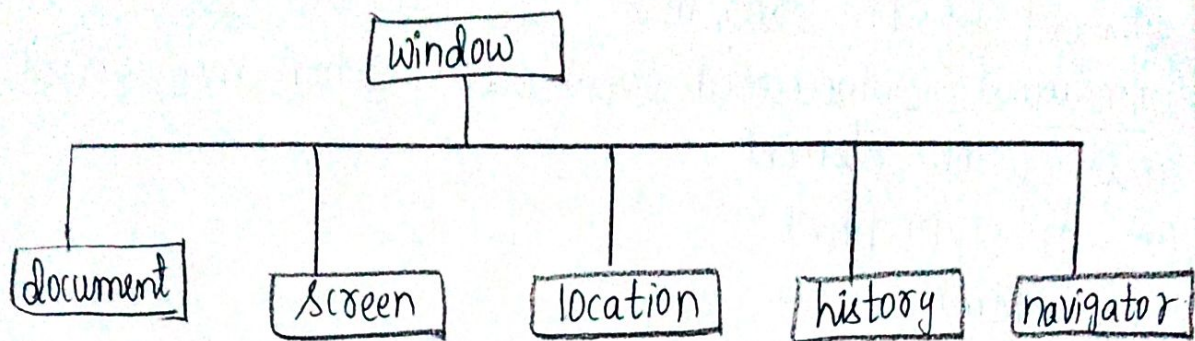 window
document
screen
location
history
navigator